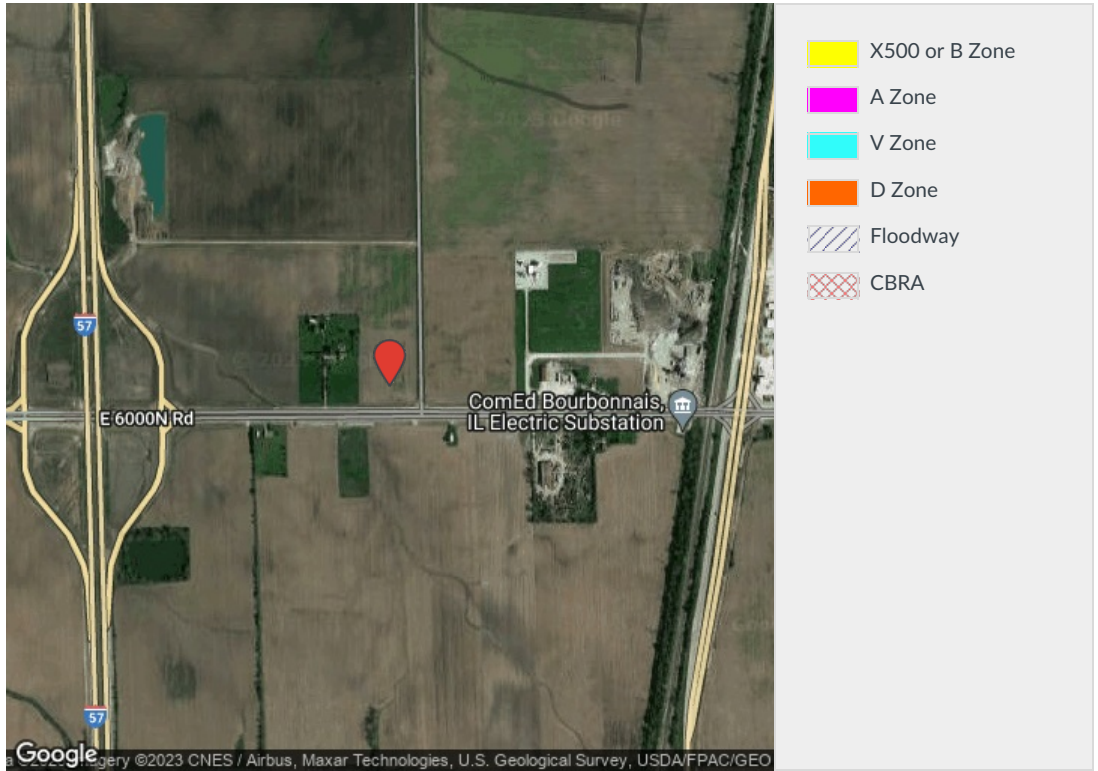 57
E 6000N Rd
ComEd Bourbonnais,
IL Electric Substation
57
Google
©2023 CNES / Airbus, Maxar Technologies, U.S. Geological Survey, USDA/FPAC/GEO
X500 or B Zone
A Zone
V Zone
D Zone
Floodway
CBRA